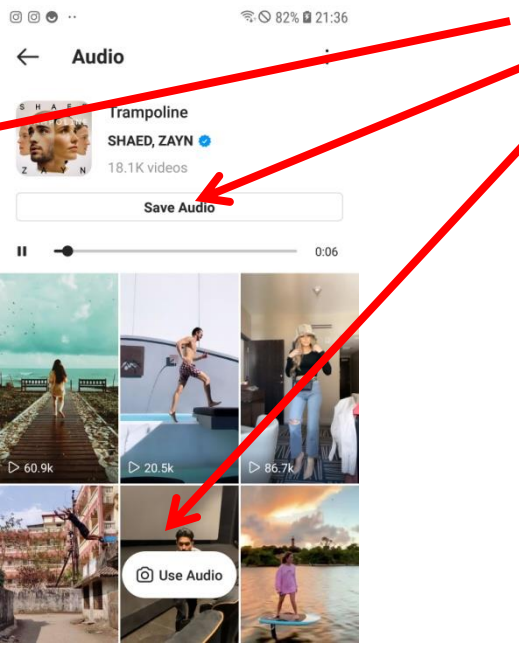 82% 21:36
Audio
S H A E D
Trampoline
SHAED, ZAYN
Z A Y N
18.1K videos
Save Audio
0:06
60.9k
20.5k
86.7k
Use Audio